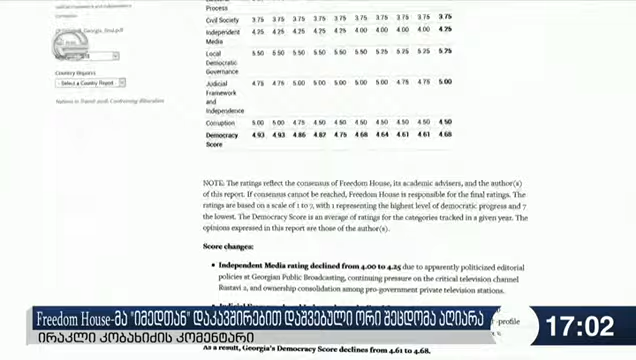 Process
Civil Society 3.75 3.75 3.75 3.75 3.75 3.75 3.75 3.75 3.75 3.75
Independent Media 4.25 4.25 4.25 4.25 4.25 4.00 4.00 4.00 4.25
Local Democratic Governance 5.50 5.50 5.50 5.50 5.50 5.50 5.25 5.25 5.25 5.75
Judicial Framework and Independence 4.75 4.75 5.00 5.00 5.00 5.00 5.00 4.75 4.75 5.00
Corruption 5.00 5.00 4.75 4.50 4.50 4.50 4.50 4.50 4.50 4.50
Democracy Score 4.93 4.93 4.86 4.82 4.75 4.68 4.64 4.61 4.61 4.68
Country Reports
- Select a Country Report -
NOTE: The ratings reflect the consensus of Freedom House, its academic advisers, and the author(s)
of this report. If consensus cannot be reached, Freedom House is responsible for the final ratings. The
ratings are based on a scale of 1 to 7, with 1 representing the highest level of democratic progress and 7
the lowest. The Democracy Score is an average of ratings for the categories tracked in a given year. The
opinions expressed in this report are those of the author(s).
Score changes:
• Independent Media rating declined from 4.00 to 4.25 due to apparently politicized editorial
policies at Georgian Public Broadcasting, continuing pressure on the critical television channel
Rustavi 2, and ownership consolidation among pro-government private television stations.
-profile
As a result, Georgia's Democracy Score declines from 4.61 to 4.68.
Freedom House-მა "იმედთან" დაკავშირებით დაშვებული ორი შეცდომა აღიარა
ირაკლი კობახიძის კომენტარი
17:02